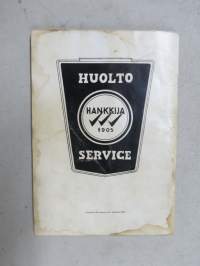 HUOLTO
HANKKIJA
1905
SERVICE